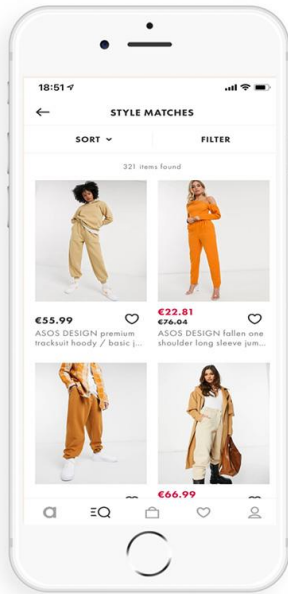 18:51
STYLE MATCHES
SORT
FILTER
321 items found
€55.99
ASOS DESIGN premium
tracksuit hoody / basic j...
€22.81
€76.04
ASOS DESIGN fallen one
shoulder long sleeve jum...
€66.99
a